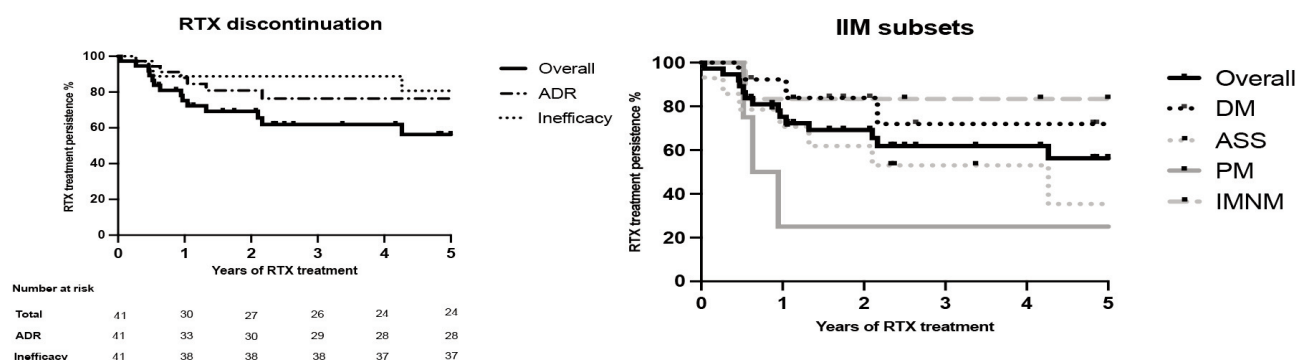 RTX discontinuation
RTX treatment persistence %
100
80
60
40
20
0
0 1 2 3 4 5
Years of RTX treatment
Overall
ADR
Inefficacy
Number at risk
Total 41 30 27 26 24 24
ADR 41 33 30 29 28 28
Inefficacy 41 38 38 38 37 37
IIM subsets
RTX treatment persistence %
100
80
60
40
20
0
0 1 2 3 4 5
Years of RTX treatment
Overall
DM
ASS
PM
IMNM